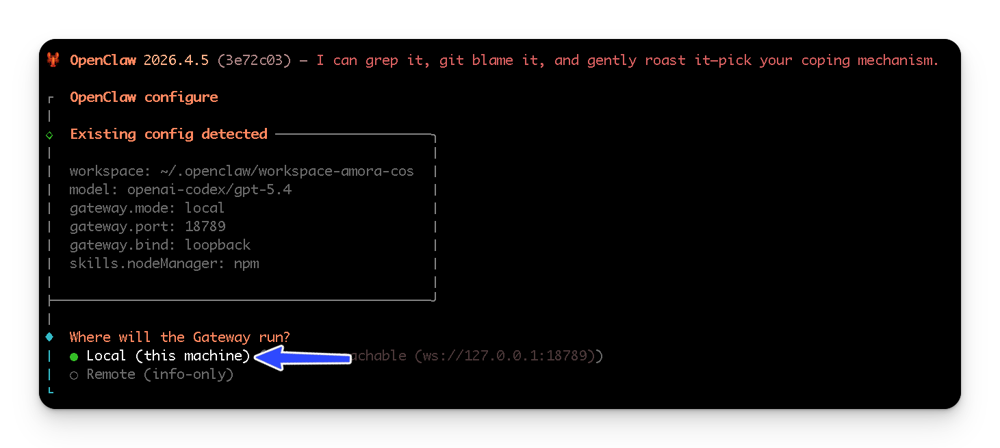 OpenClaw 2026.4.5 (3e72c03) — I can grep it, git blame it, and gently roast it—pick your coping mechanism.
OpenClaw configure
Existing config detected
workspace: ~/.openclaw/workspace-amora-cos
model: openai-codex/gpt-5.4
gateway.mode: local
gateway.port: 18789
gateway.bind: loopback
skills.nodeManager: npm
Where will the Gateway run?
Local (this machine) achable (ws://127.0.0.1:18789))
Remote (info-only)